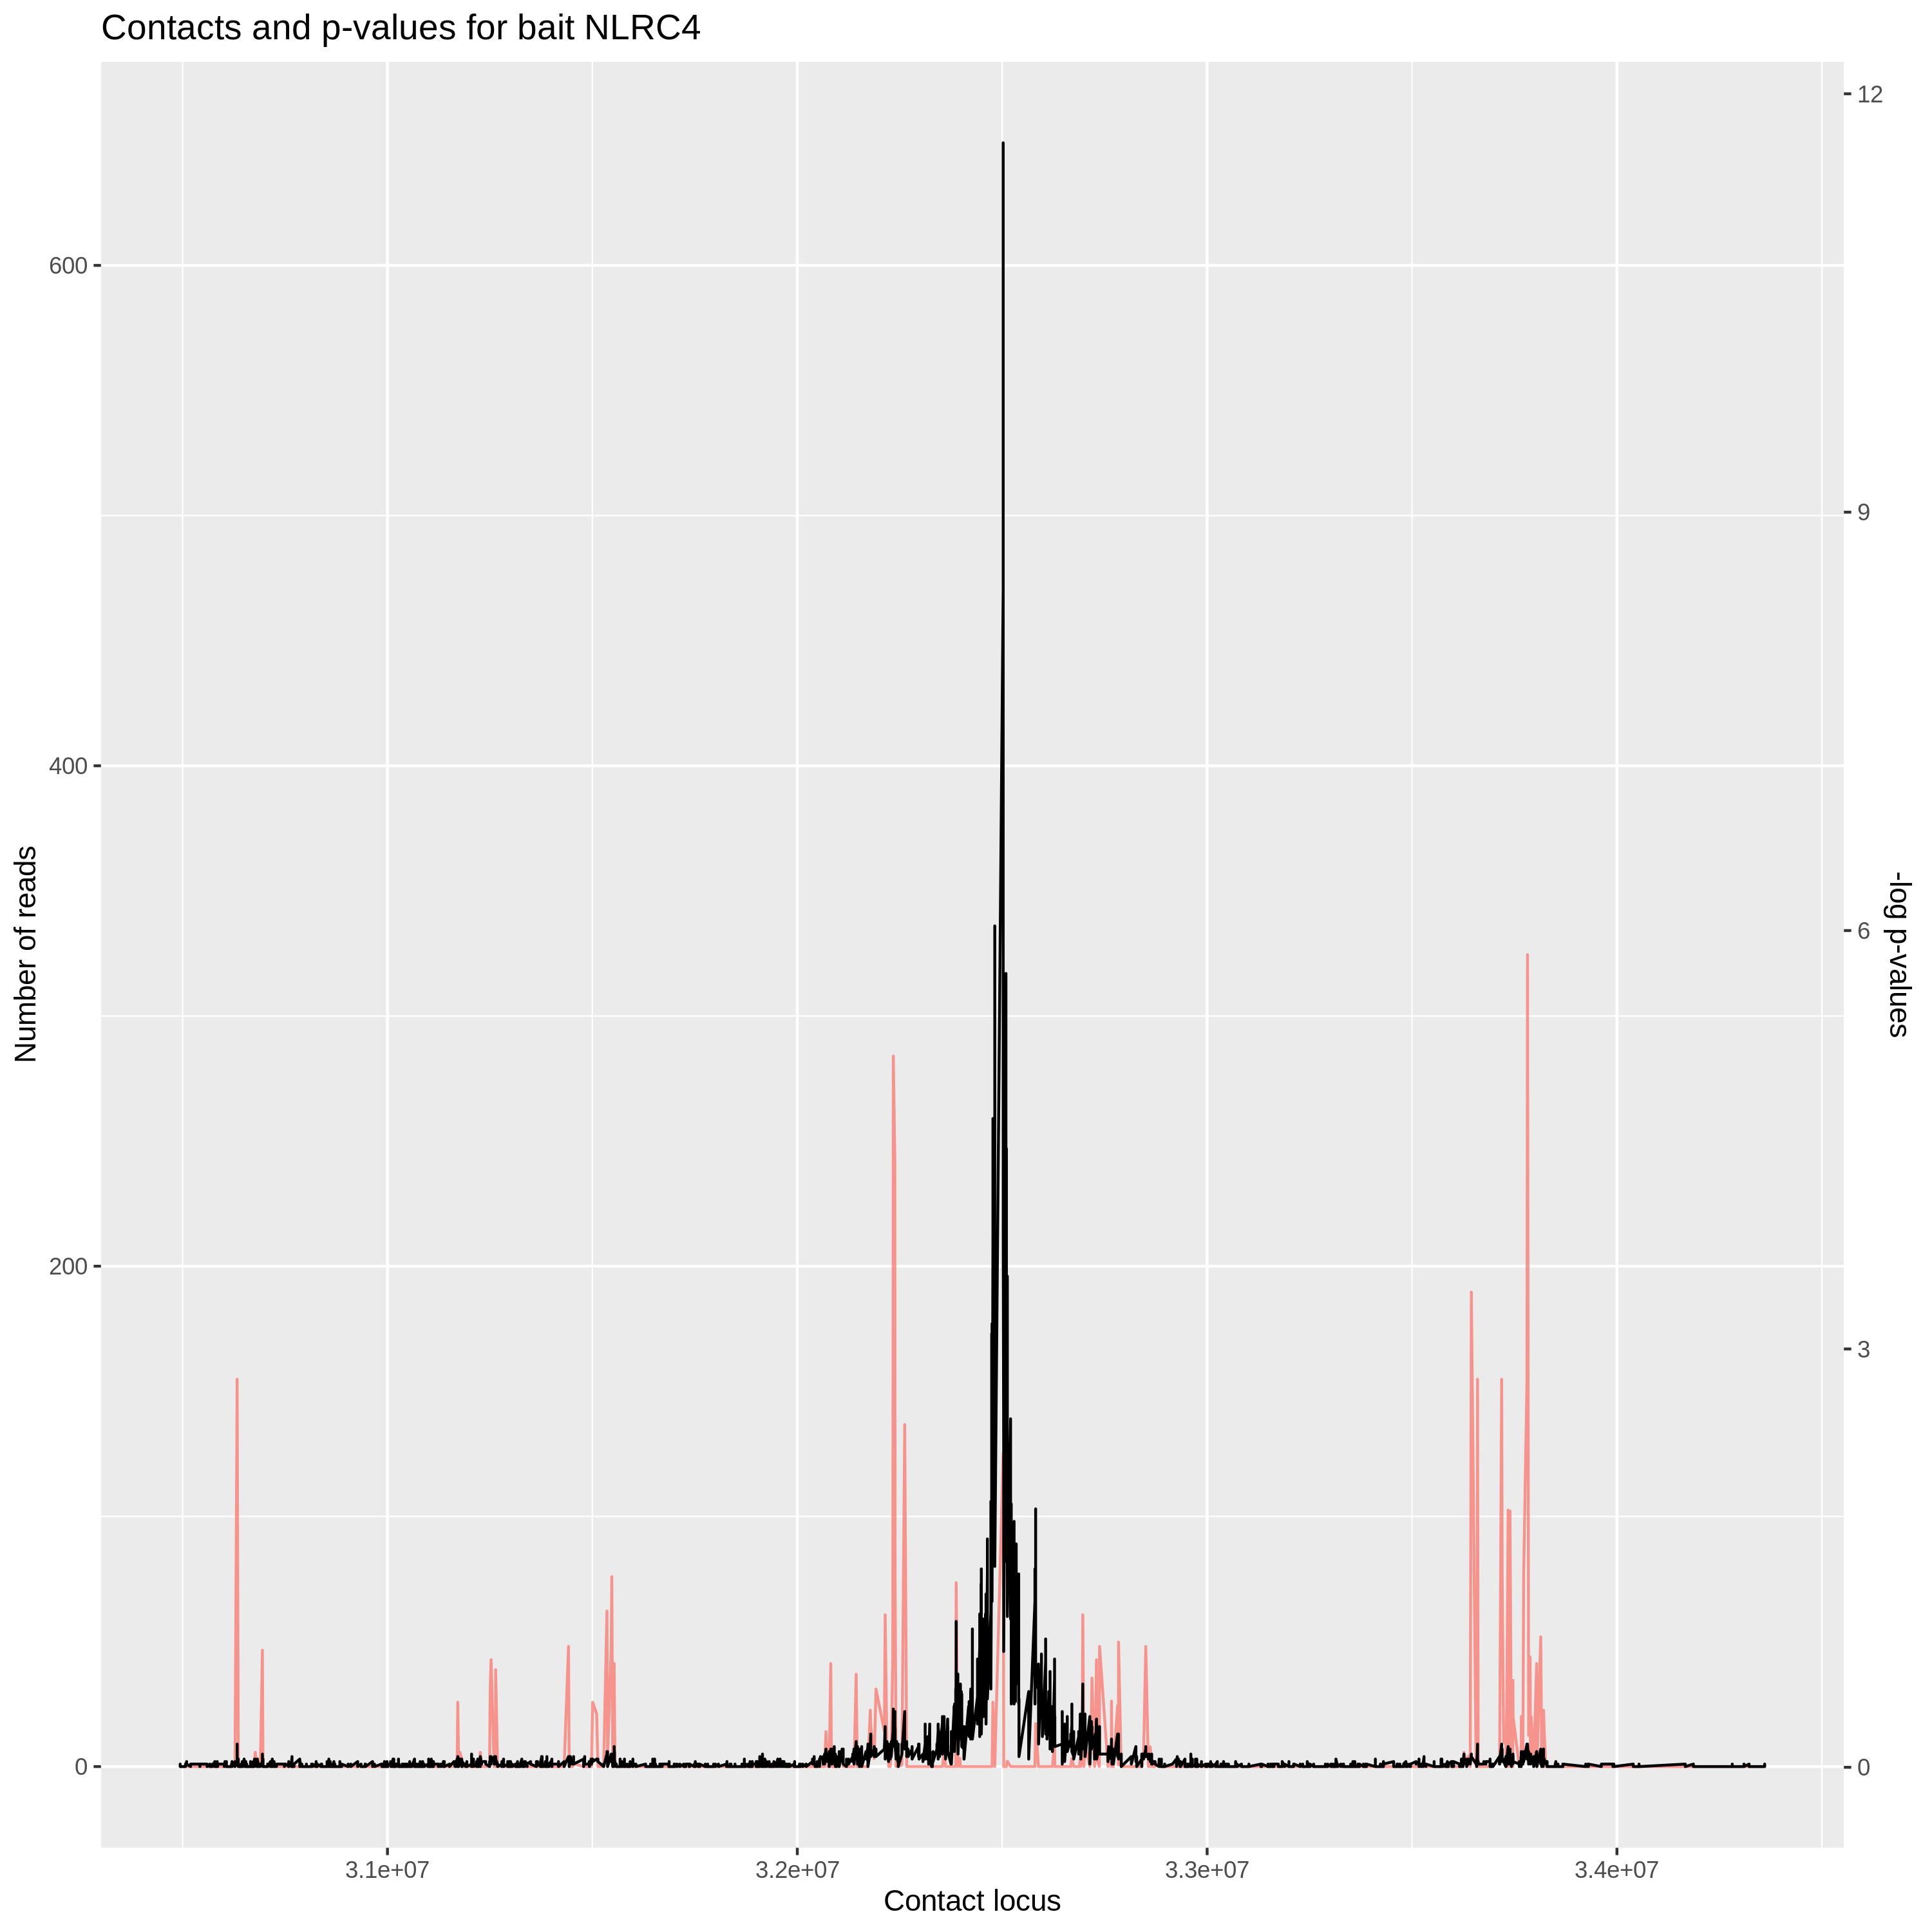 Contacts and p-values for bait NLRC4
12
600
9
400
6
Number of reads
-log p-values
200
3
0
0
3.1e+07
3.2e+07
3.3e+07
3.4e+07
Contact locus